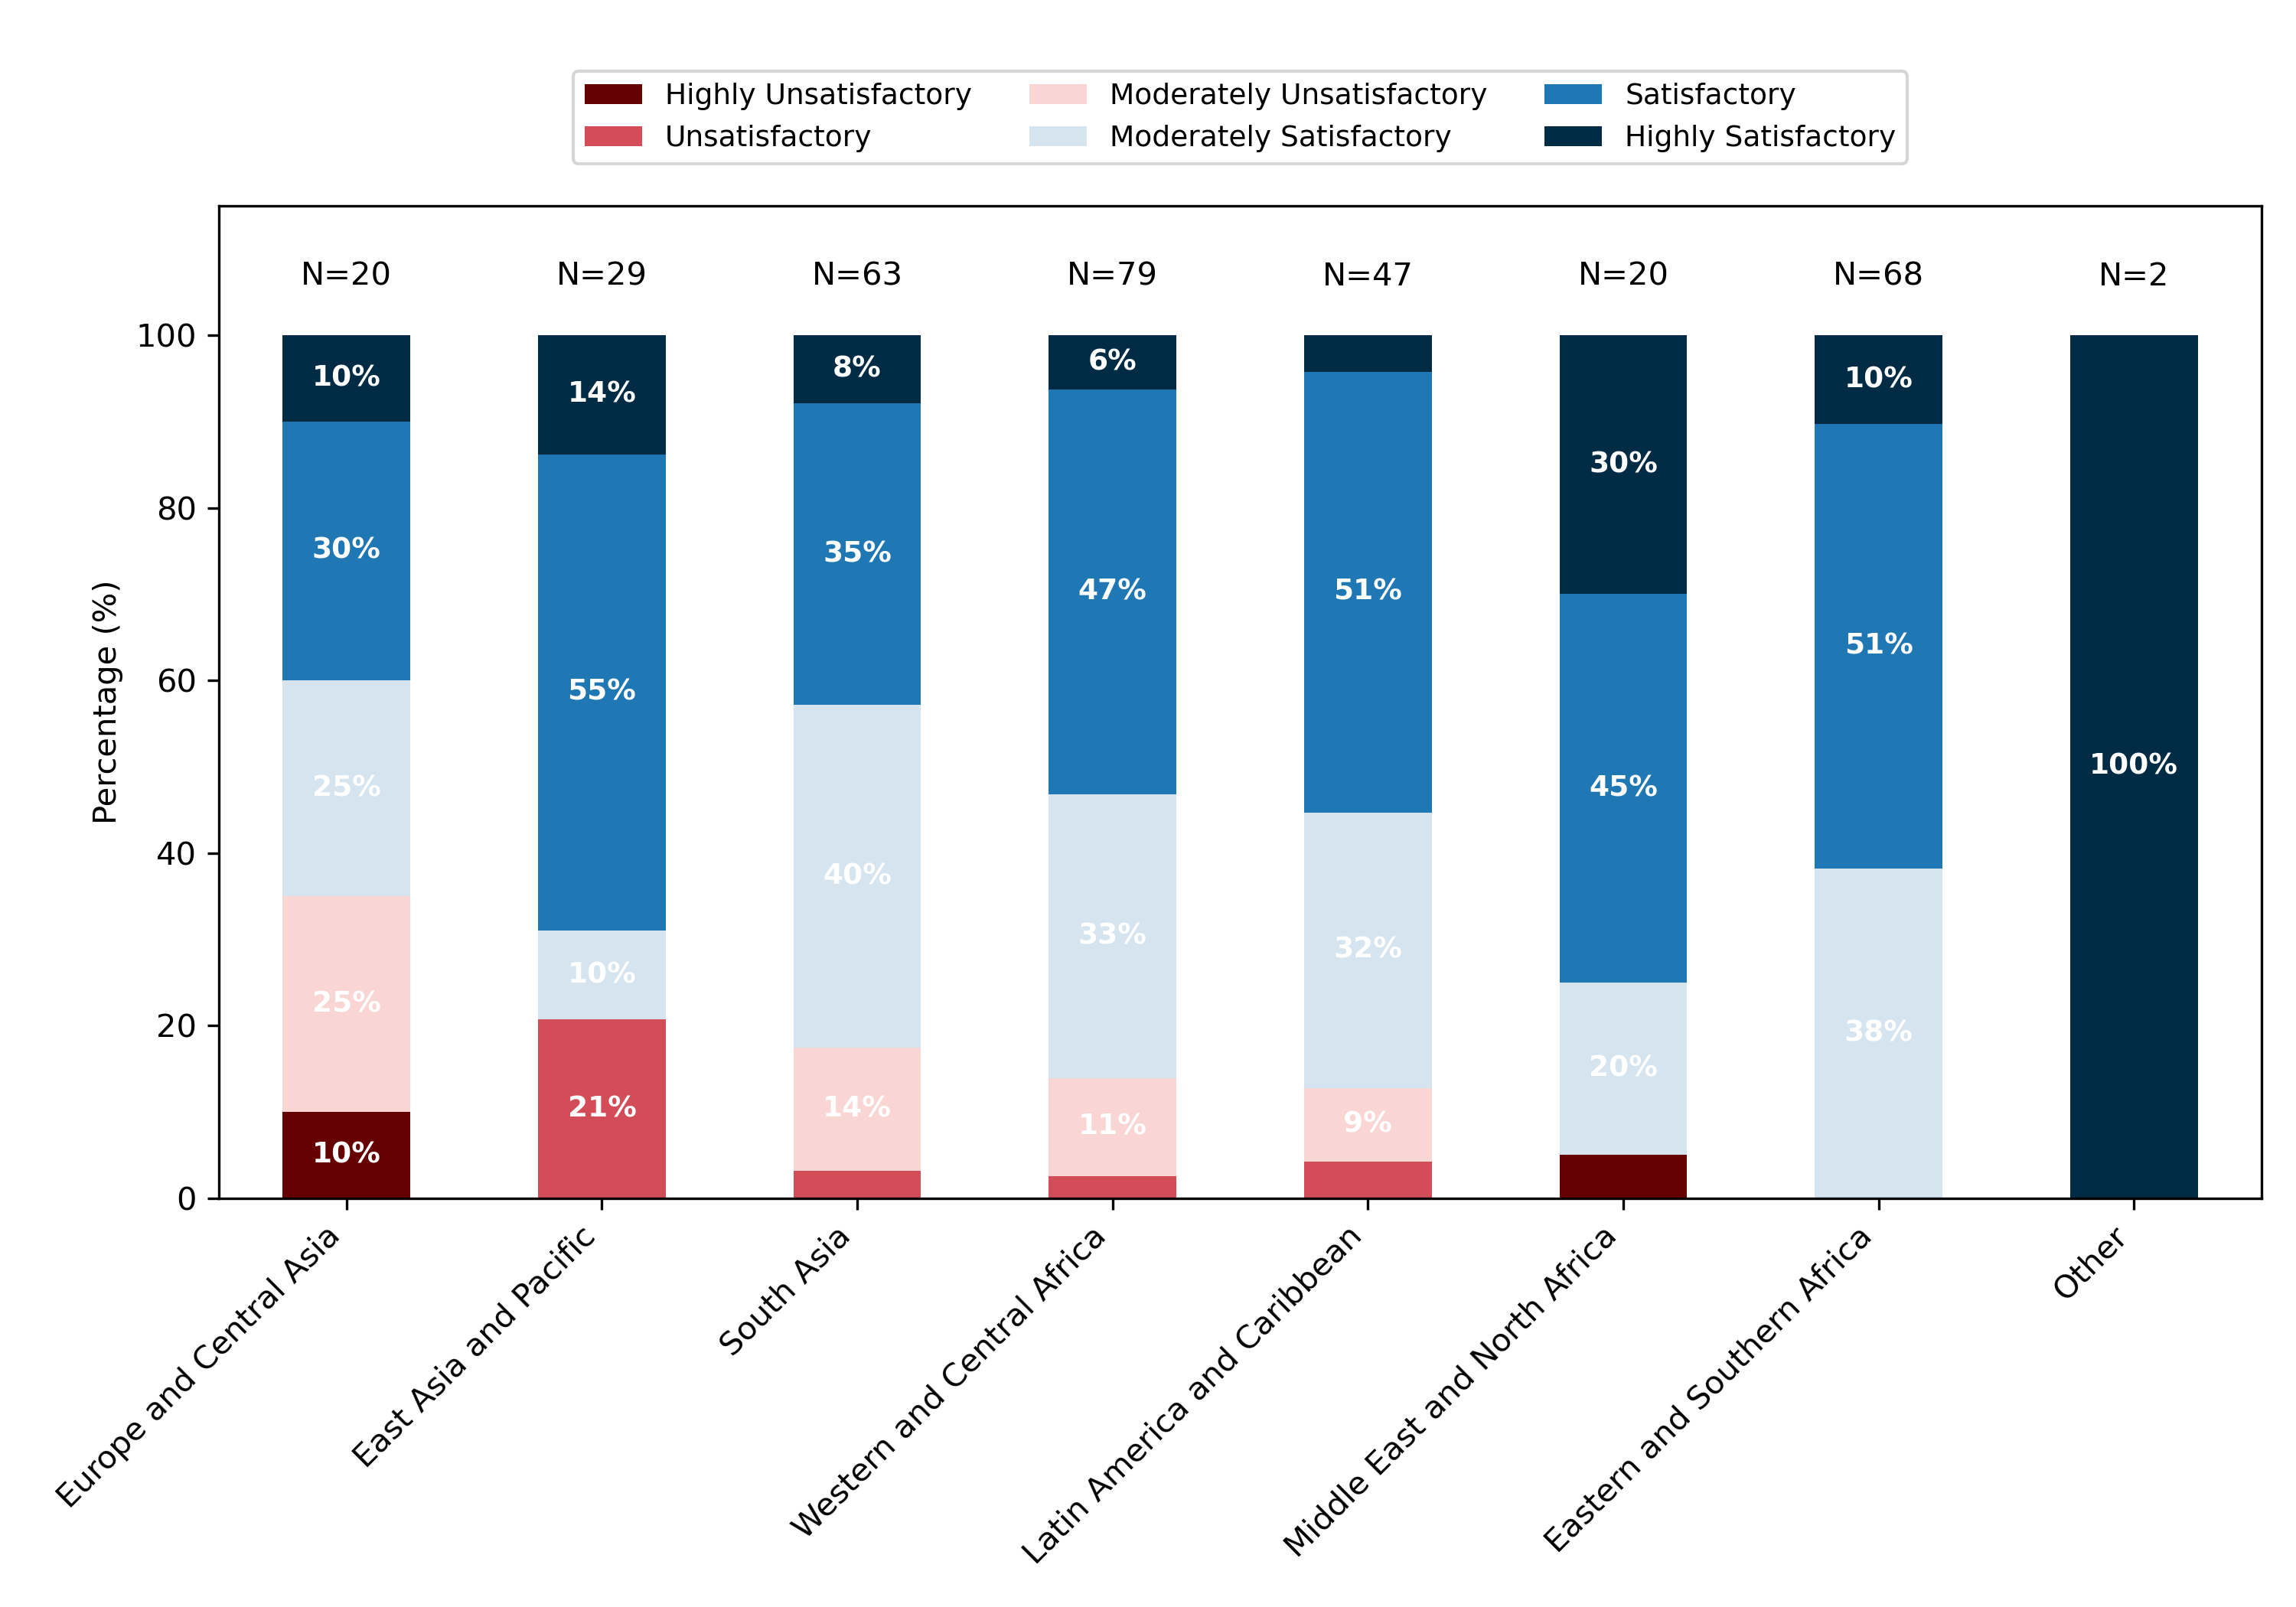 Highly Unsatisfactory
Unsatisfactory
Moderately Unsatisfactory
Moderately Satisfactory
Satisfactory
Highly Satisfactory
N=20 N=29 N=63 N=79 N=47 N=20 N=68 N=2
Percentage (%)
100
80
60
40
20
0
10%
30%
25%
25%
10%
14%
55%
10%
21%
8%
35%
40%
14%
6%
47%
33%
11%
51%
32%
9%
30%
45%
20%
10%
51%
38%
100%
Europe and Central Asia
East Asia and Pacific
South Asia
Western and Central Africa
Latin America and Caribbean
Middle East and North Africa
Eastern and Southern Africa
Other